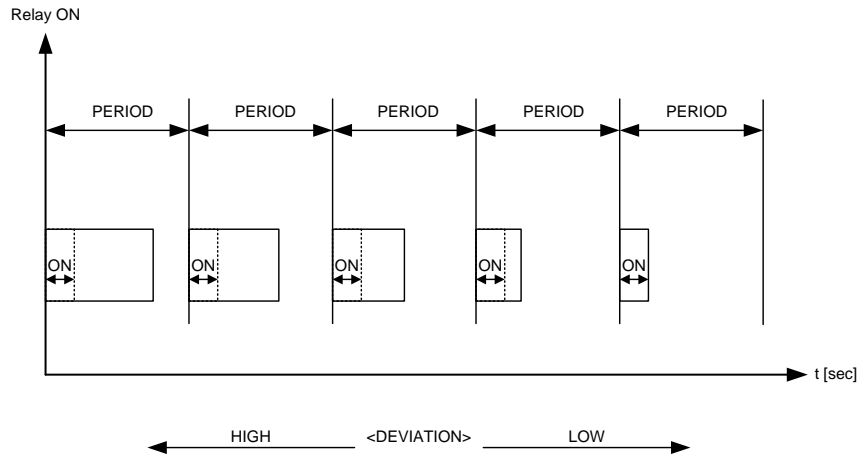 Relay ON
PERIOD PERIOD PERIOD PERIOD PERIOD
ON ON ON ON ON
t [sec]
HIGH <DEVIATION> LOW